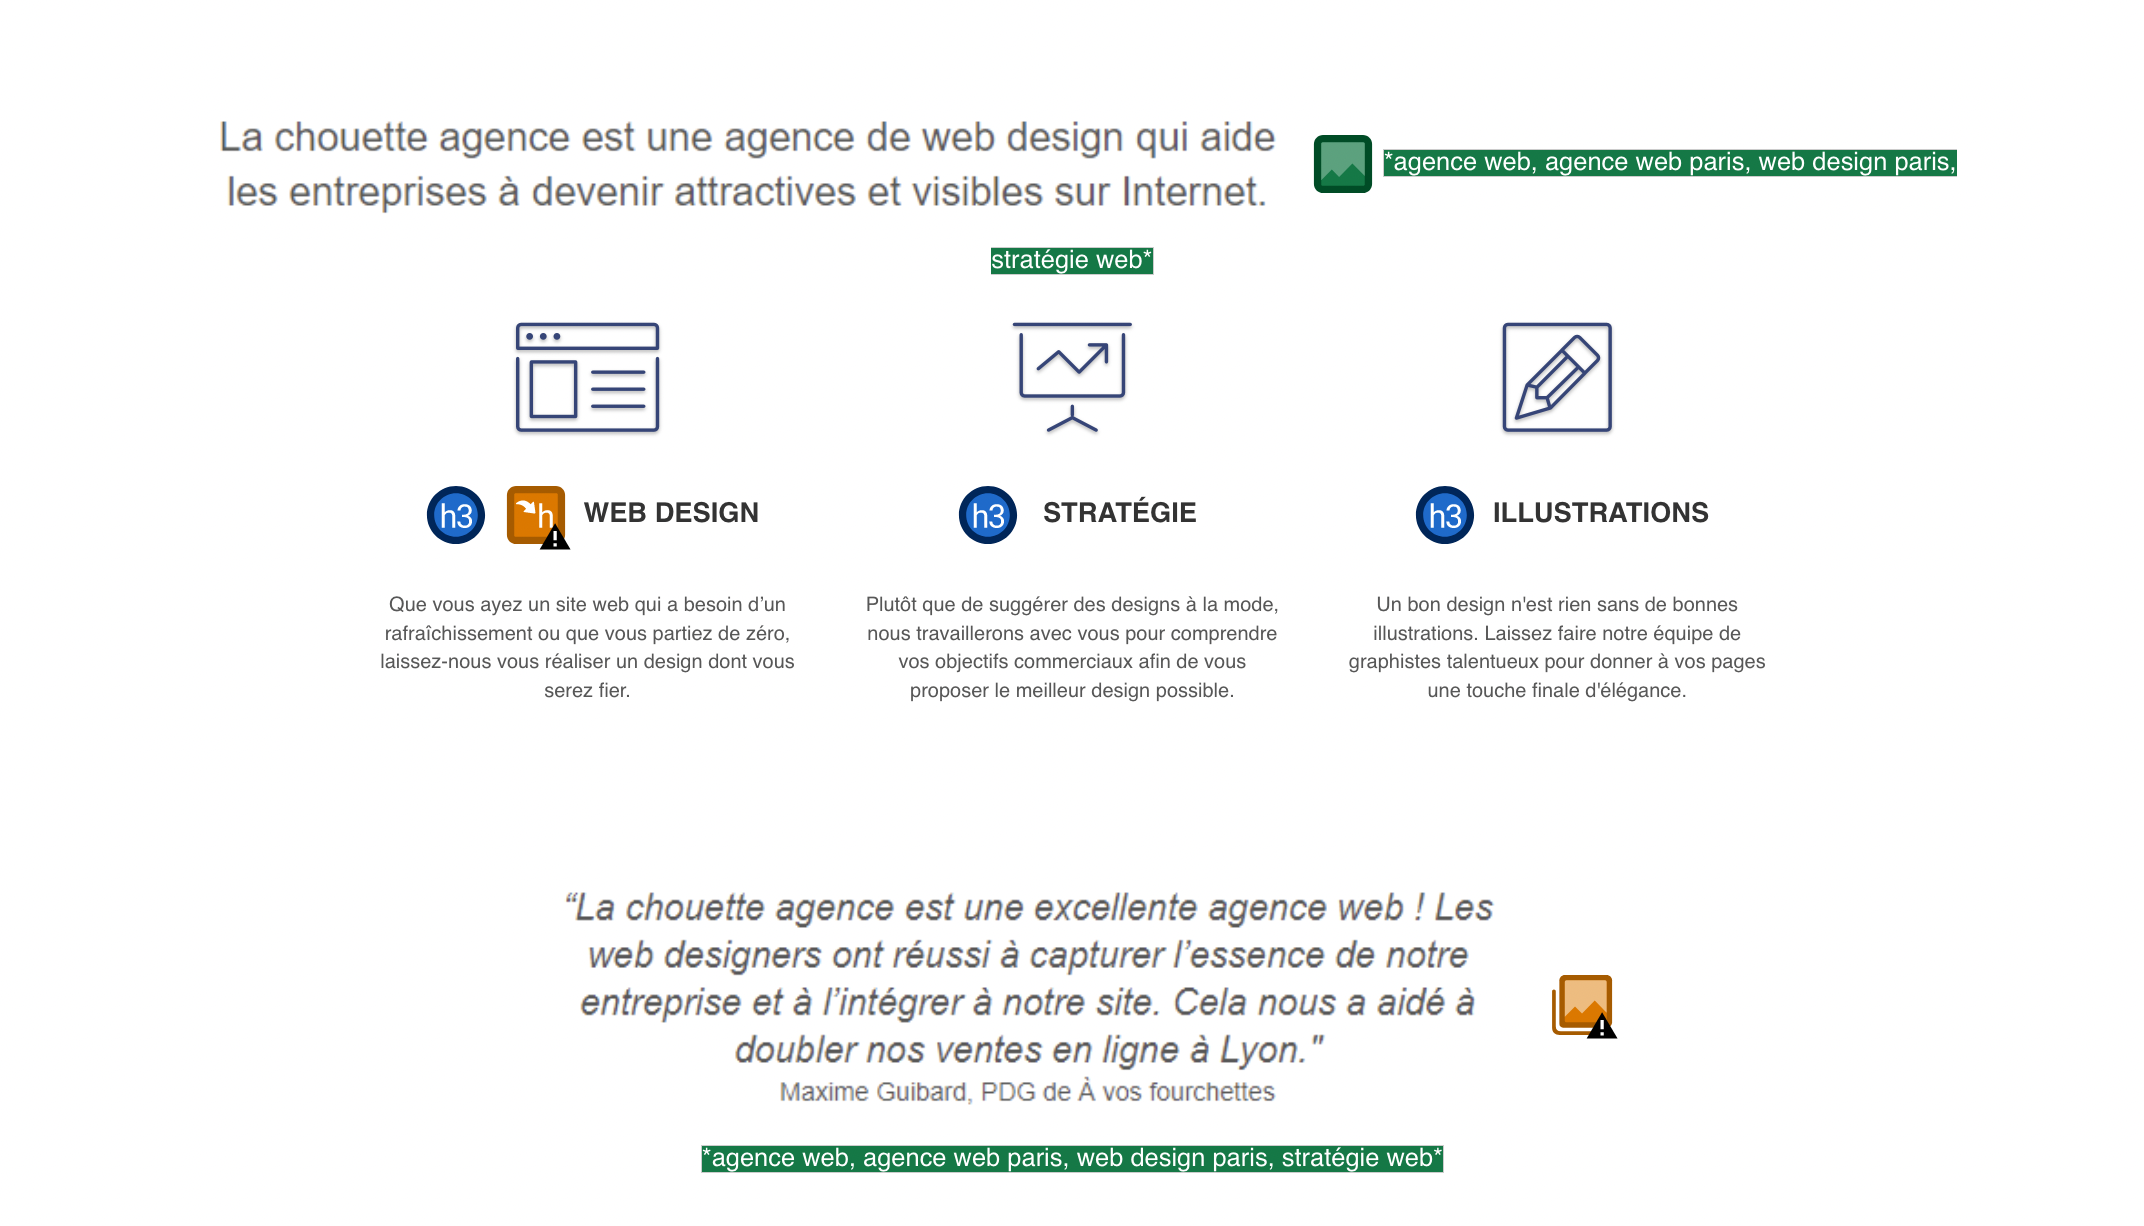 La chouette agence est une agence de web design qui aide
les entreprises à devenir attractives et visibles sur Internet.
*agence web, agence web paris, web design paris,
stratégie web*
h3 h WEB DESIGN
h3 STRATÉGIE
h3 ILLUSTRATIONS
Que vous ayez un site web qui a besoin d’un
rafraîchissement ou que vous partiez de zéro,
laissez-nous vous réaliser un design dont vous
serez fier.
Plutôt que de suggérer des designs à la mode,
nous travaillerons avec vous pour comprendre
vos objectifs commerciaux afin de vous
proposer le meilleur design possible.
Un bon design n'est rien sans de bonnes
illustrations. Laissez faire notre équipe de
graphistes talentueux pour donner à vos pages
une touche finale d'élégance.
“La chouette agence est une excellente agence web ! Les
web designers ont réussi à capturer l’essence de notre
entreprise et à l’intégrer à notre site. Cela nous a aidé à
doubler nos ventes en ligne à Lyon."
Maxime Guibard, PDG de À vos fourchettes
*agence web, agence web paris, web design paris, stratégie web*